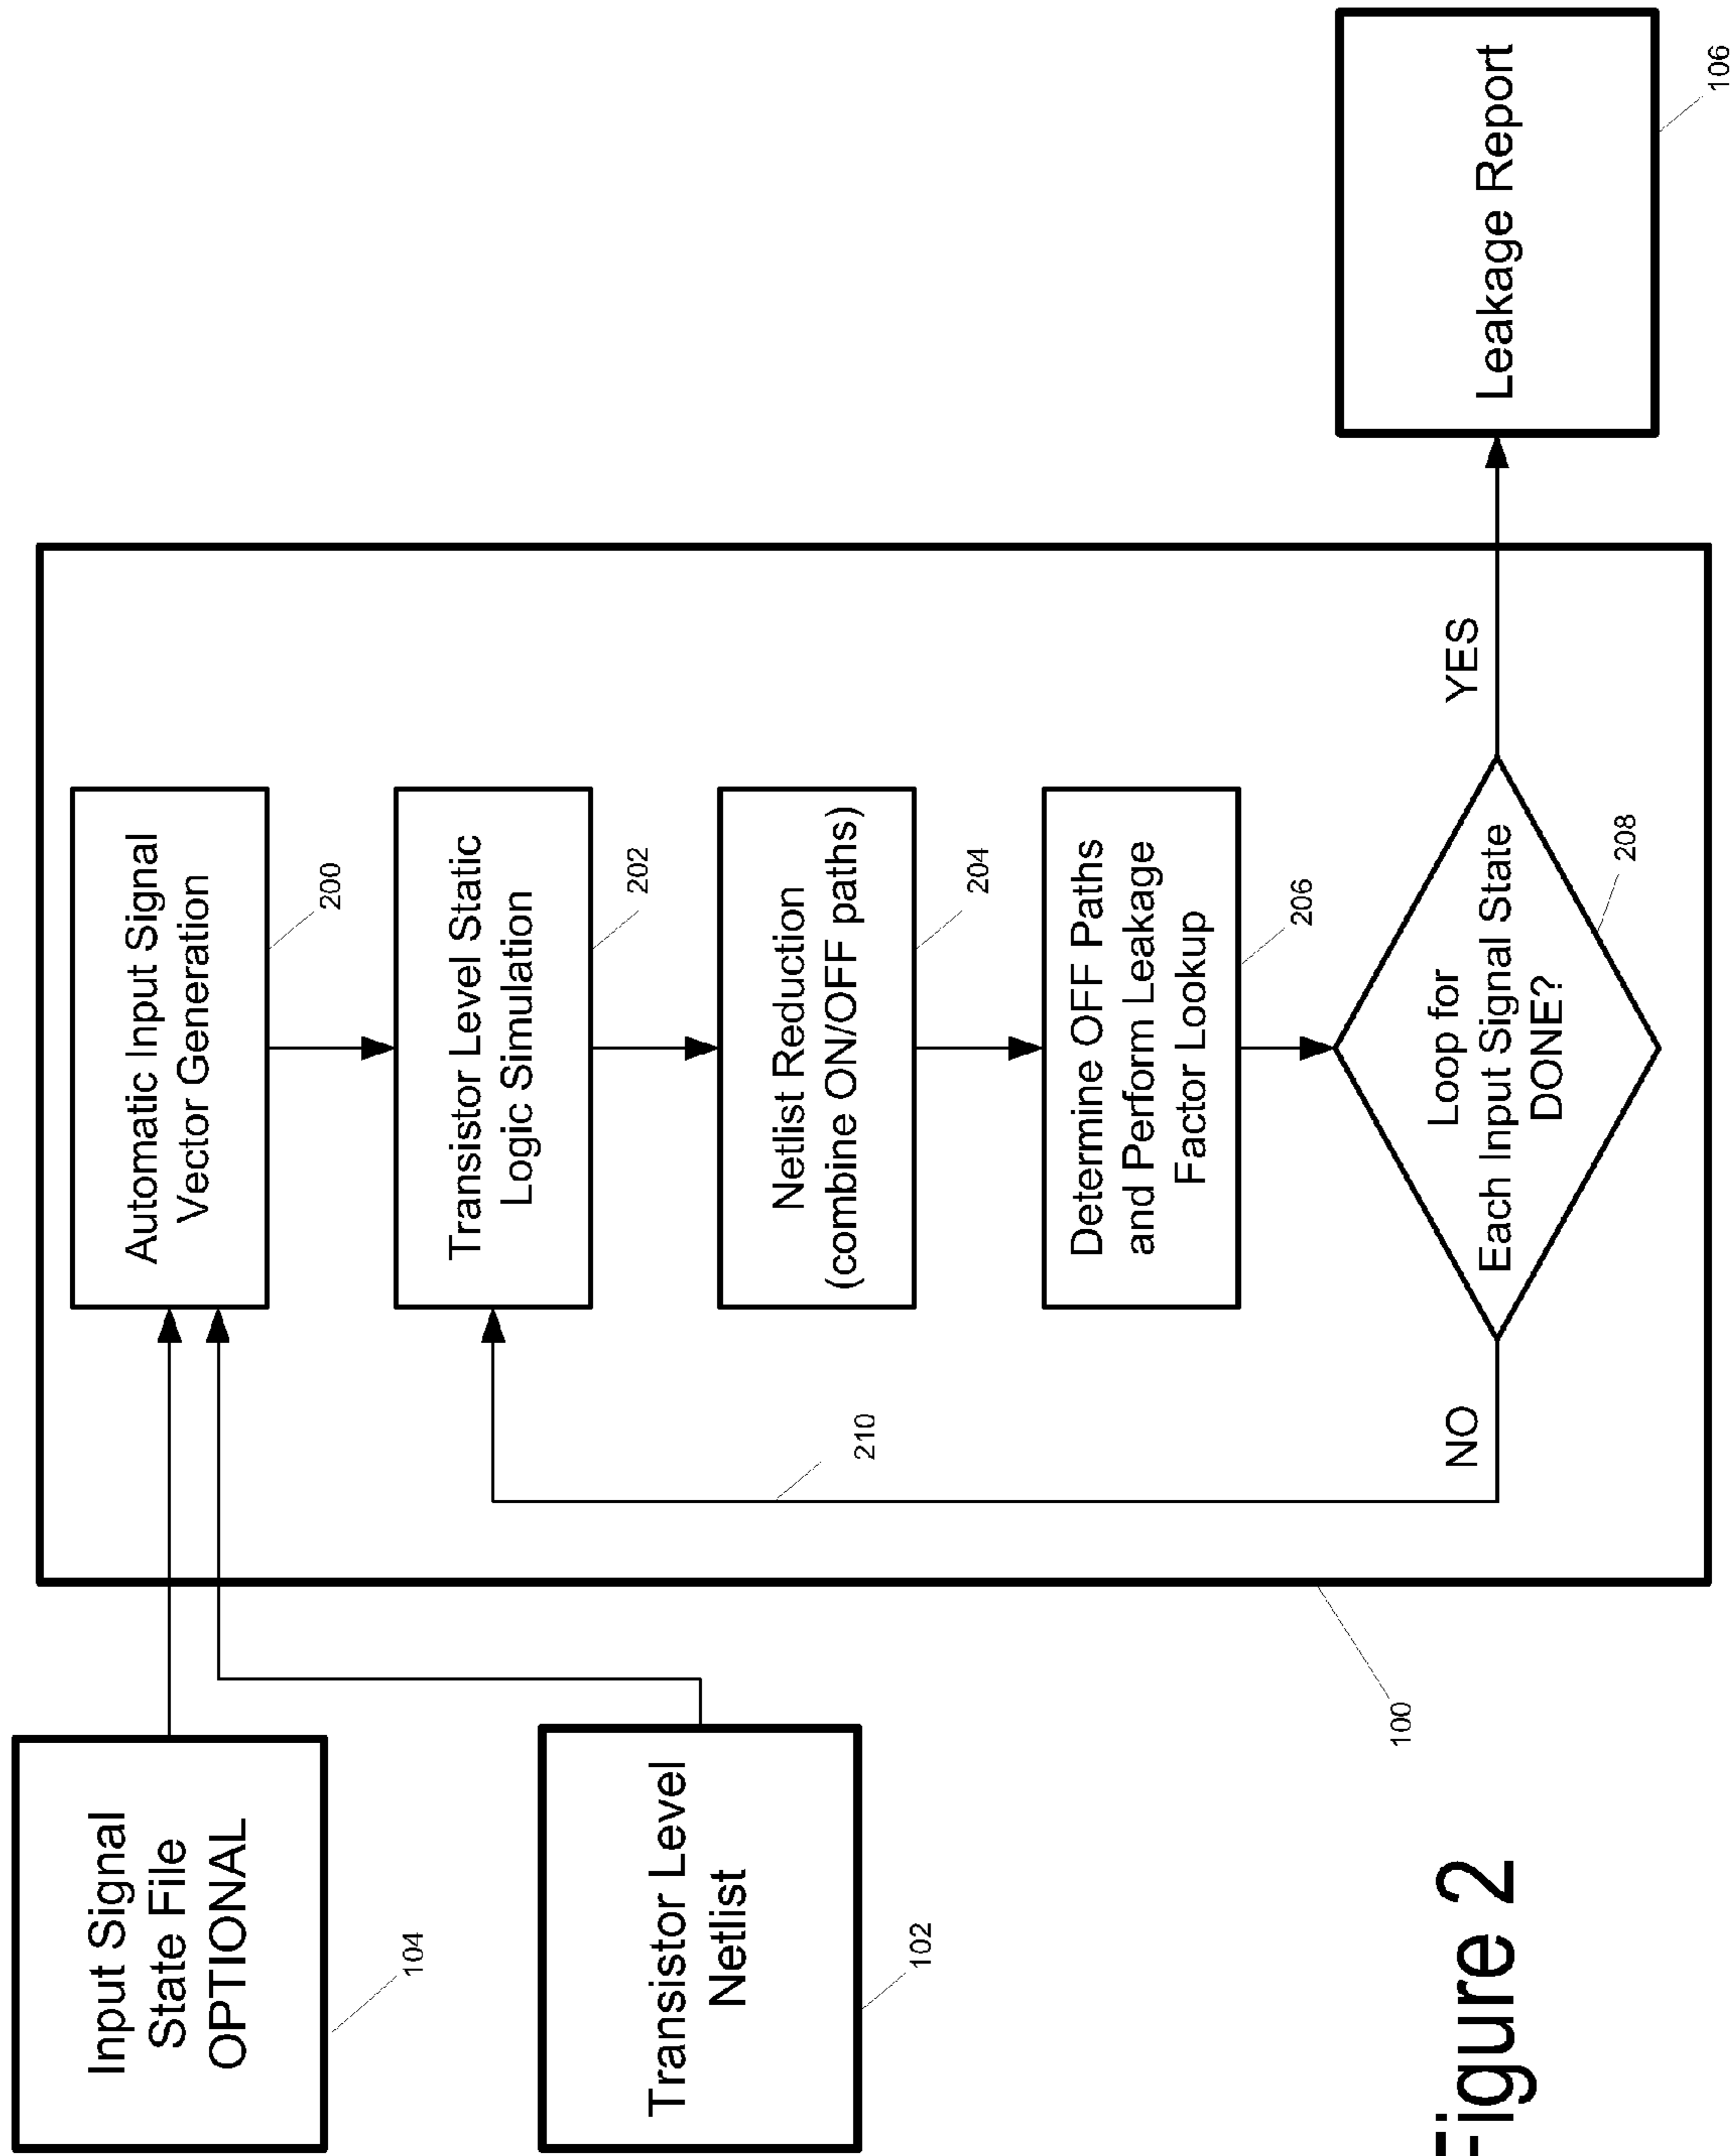 Input Signal
State File
OPTIONAL
104
Transistor Level
Netlist
102
Automatic Input Signal
Vector Generation
200
Transistor Level Static
Logic Simulation
202
Netlist Reduction
(combine ON/OFF paths)
204
Determine OFF Paths
and Perform Leakage
Factor Lookup
206
Loop for
Each Input Signal State
DONE?
208
NO
YES
210
100
Leakage Report
106
Figure 2